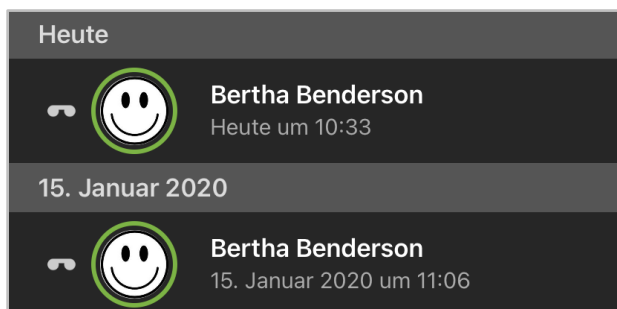 Heute
Bertha Benderson
Heute um 10:33
15. Januar 2020
Bertha Benderson
15. Januar 2020 um 11:06